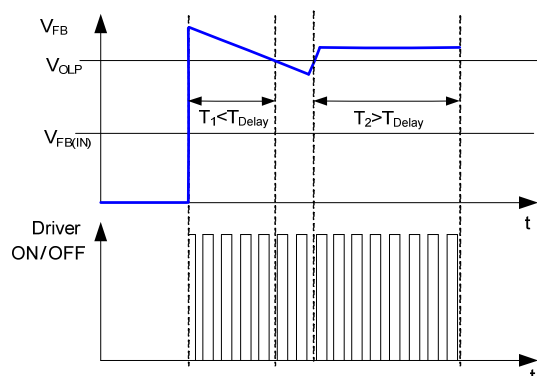 VFB
VOLP
T1<TDelay
T2>TDelay
VFB(IN)
t
Driver
ON/OFF
t